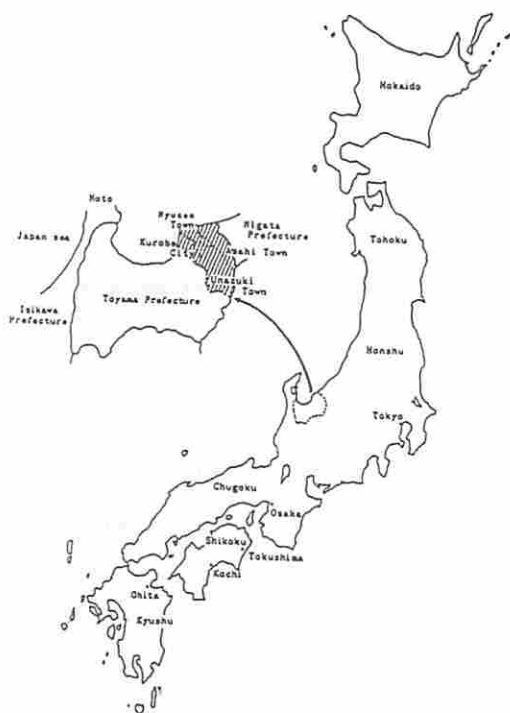 Hokaido
Noto
Nyuzen
Town
Niigata
Prefecture
Japan sea
Kurobe
City
Asahi Town
Tohoku
Unazuki
Town
Toyama Prefecture
Isikawa
Prefecture
Honshu
Tokyo
Chugoku
Osaka
Shikoku
Tokushima
Kochi
Ohita
Kyushu